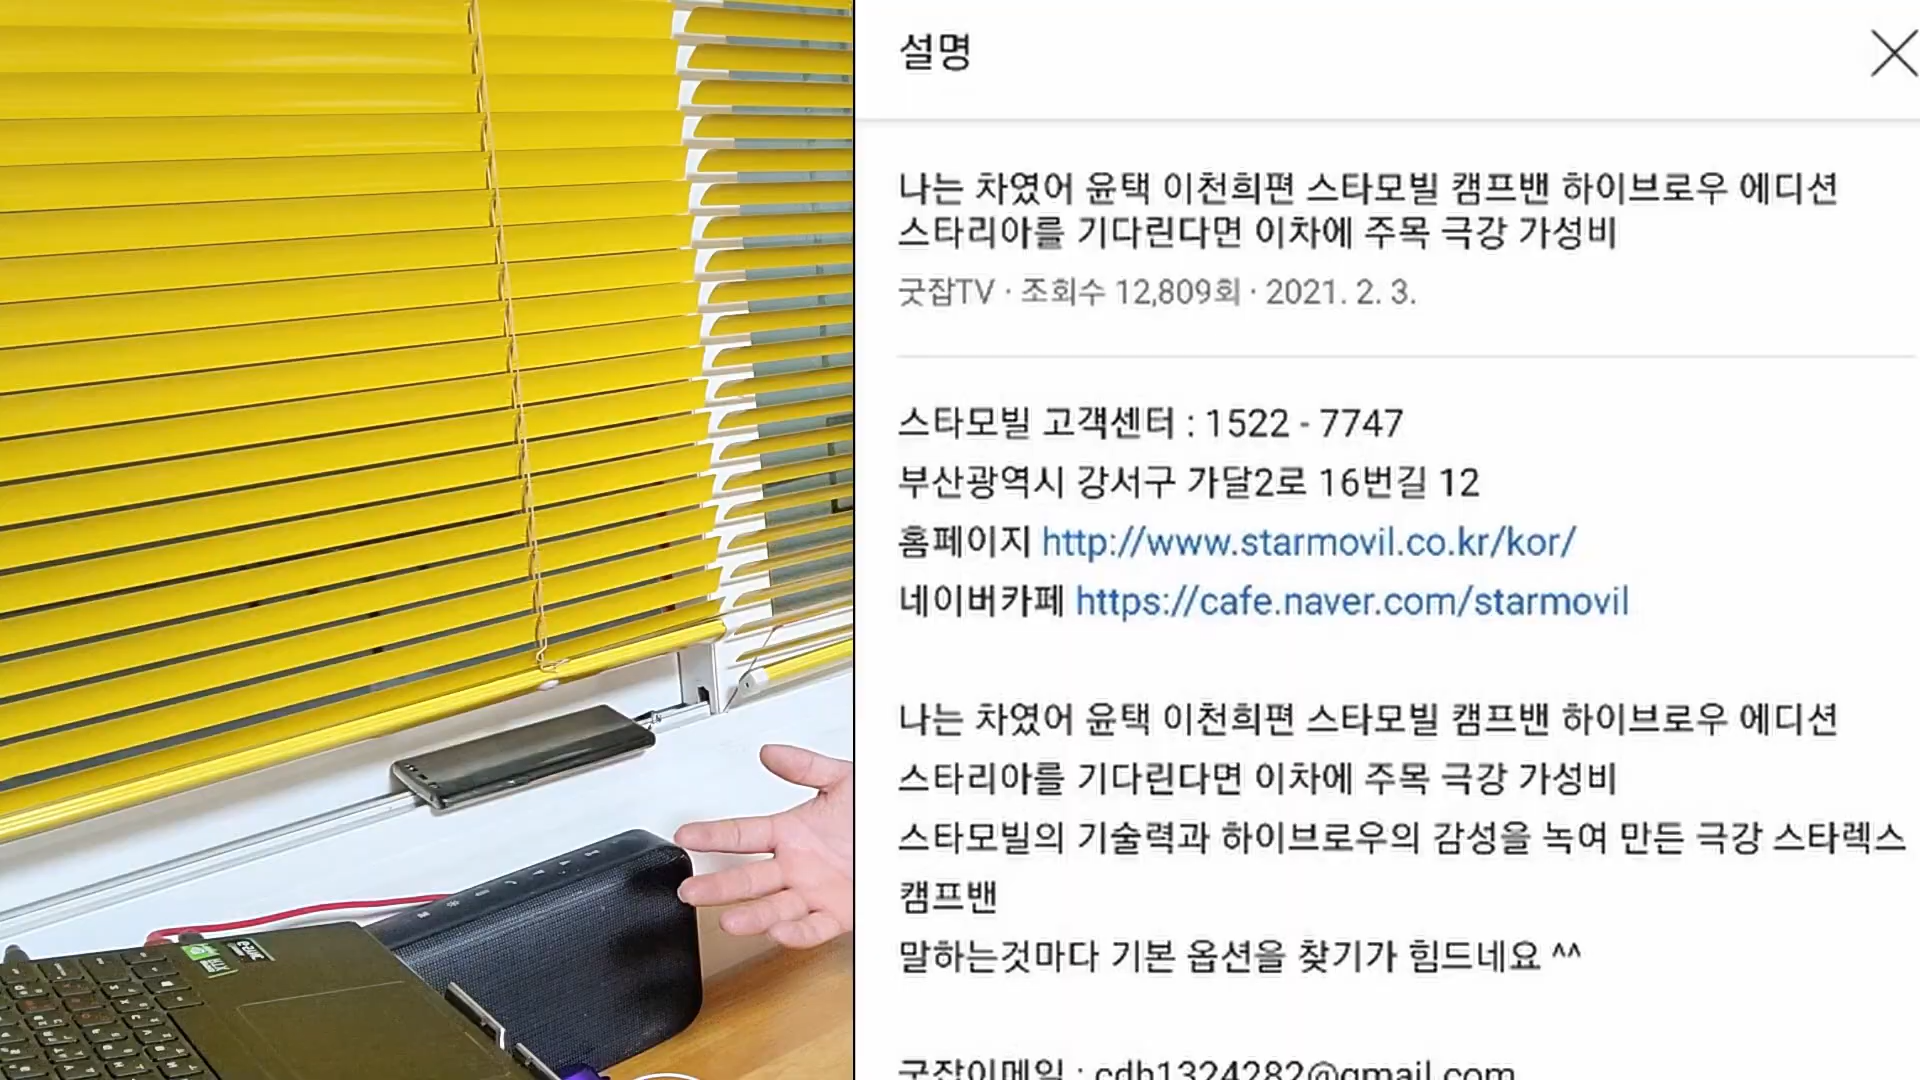 설명
나는 차였어 윤택 이천희편 스타모빌 캠프밴 하이브로우 에디션
스타리아를 기다린다면 이차에 주목 극강 가성비
굿잡TV · 조회수 12,809회 · 2021. 2. 3.
스타모빌 고객센터 : 1522 - 7747
부산광역시 강서구 가달2로 16번길 12
홈페이지 http://www.starmovil.co.kr/kor/
네이버카페 https://cafe.naver.com/starmovil
나는 차였어 윤택 이천희편 스타모빌 캠프밴 하이브로우 에디션
스타리아를 기다린다면 이차에 주목 극강 가성비
스타모빌의 기술력과 하이브로우의 감성을 녹여 만든 극강 스타렉스
캠프밴
말하는것마다 기본 옵션을 찾기가 힘드네요 ^^
굿잡이메일 : cdh1324282@gmail.com